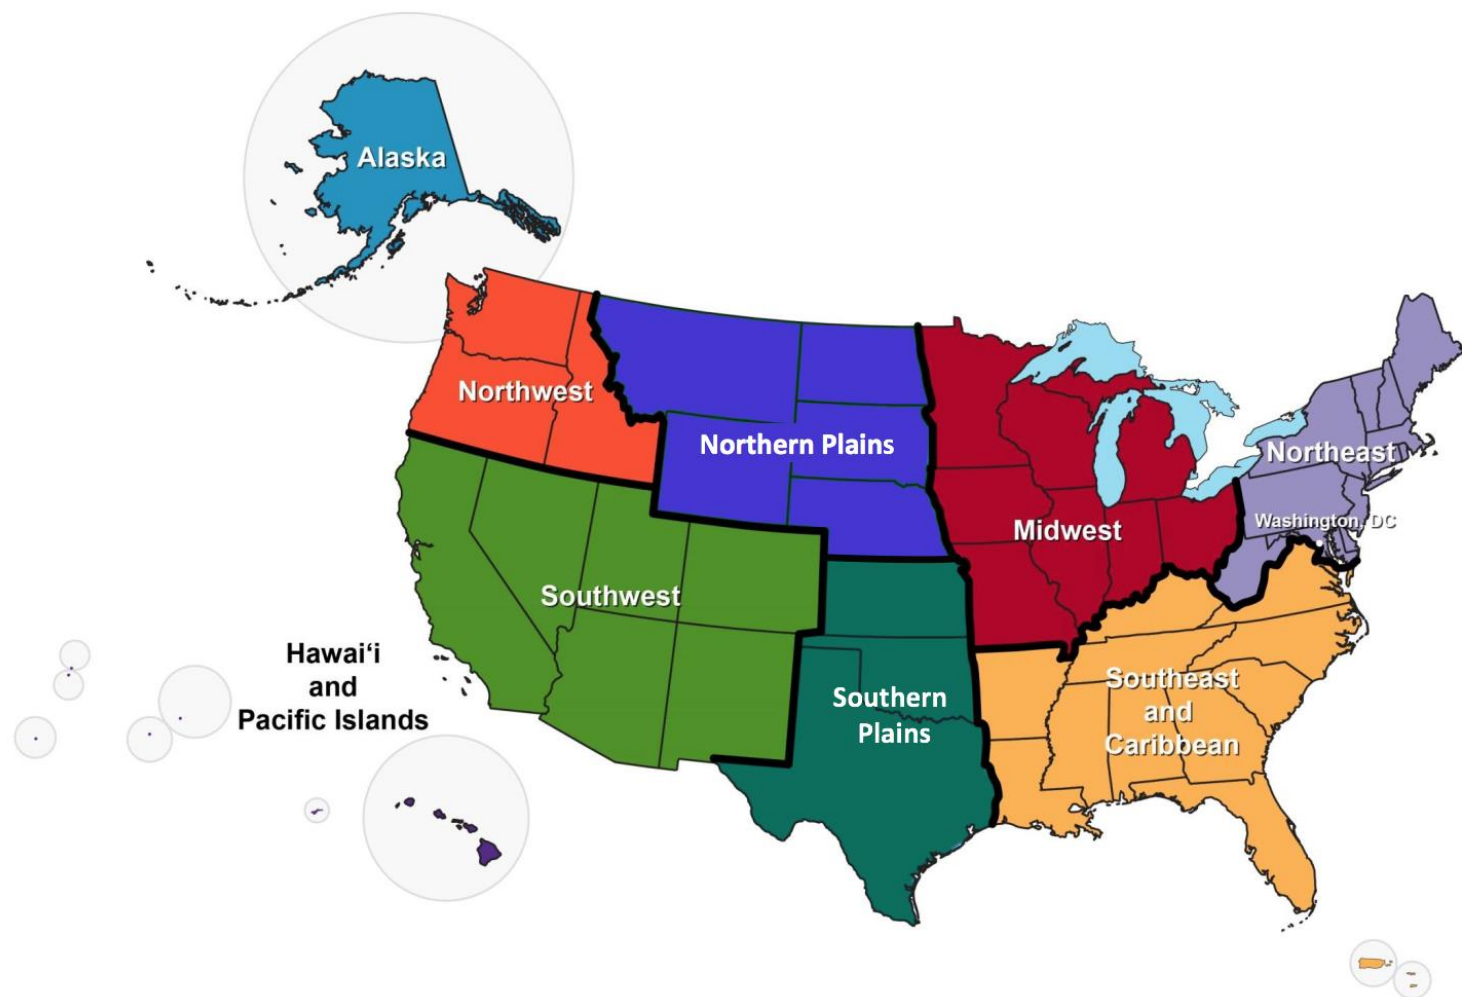 Alaska
Northwest
Northern Plains
Northeast
Washington, DC
Midwest
Southwest
Hawai‘i
and
Pacific Islands
Southern
Plains
Southeast
and
Caribbean